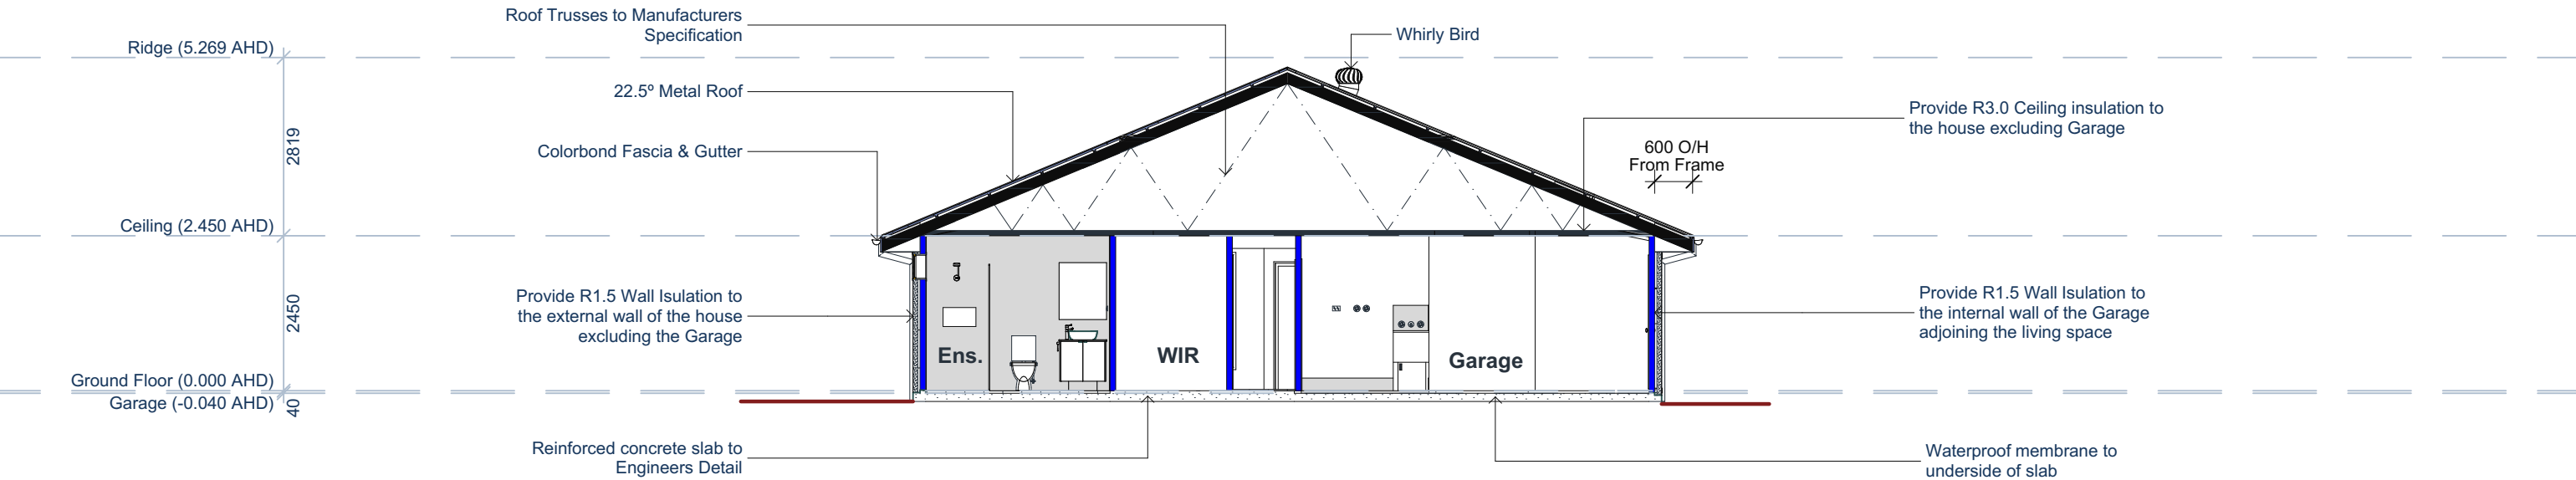 Roof Trusses to Manufacturers
Specification
Whirly Bird
Ridge (5.269 AHD)
22.5º Metal Roof
Provide R3.0 Ceiling insulation to
the house excluding Garage
2819
Colorbond Fascia & Gutter
600 O/H
From Frame
Ceiling (2.450 AHD)
Provide R1.5 Wall Isulation to
the external wall of the house
excluding the Garage
2450
Provide R1.5 Wall Isulation to
the internal wall of the Garage
adjoining the living space
Ens.
WIR
Garage
Ground Floor (0.000 AHD)
Garage (-0.040 AHD)
40
Reinforced concrete slab to
Engineers Detail
Waterproof membrane to
underside of slab